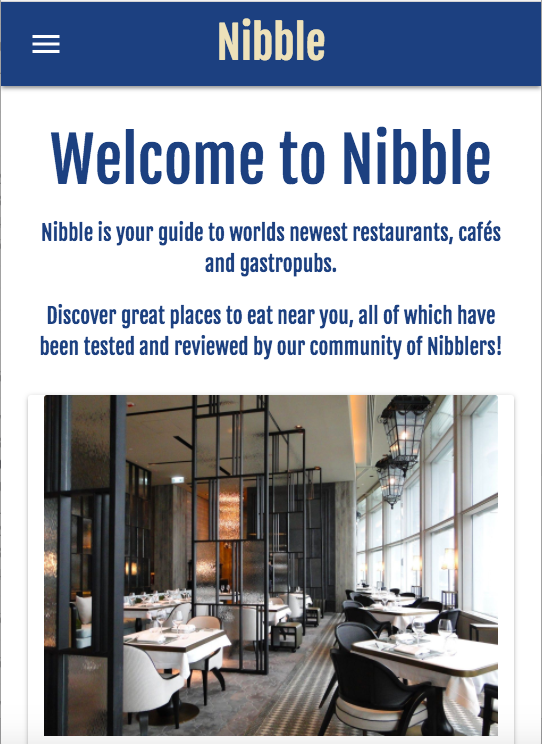 Nibble
Welcome to Nibble
Nibble is your guide to worlds newest restaurants, cafés
and gastropubs.
Discover great places to eat near you, all of which have
been tested and reviewed by our community of Nibblers!